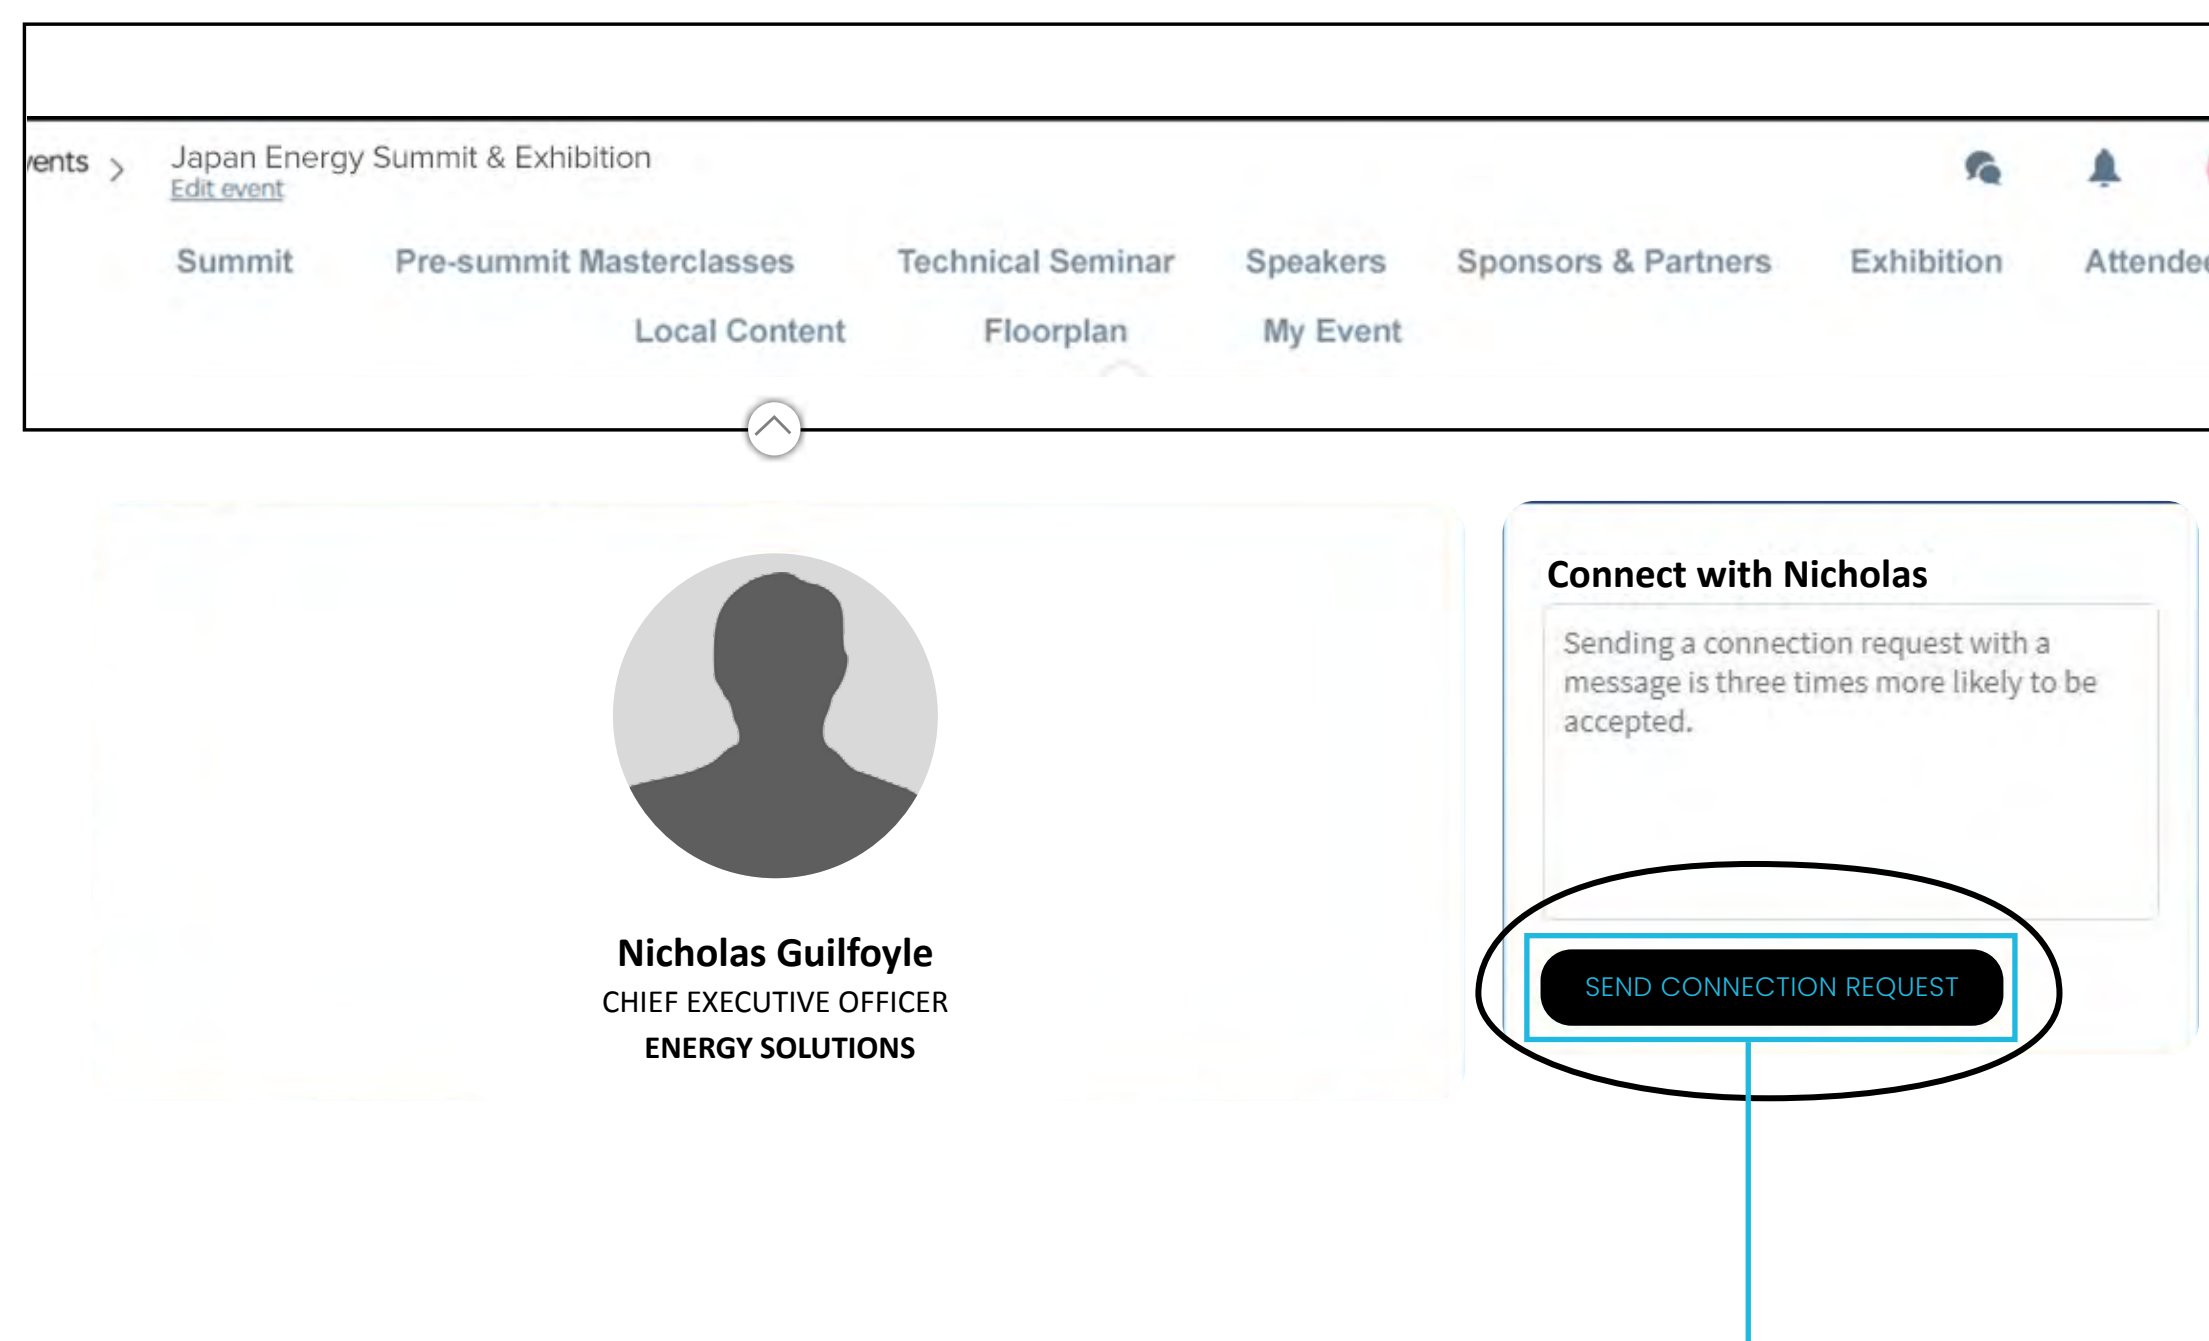 Japan Energy Summit & Exhibition
Edit event
Summit Pre-summit Masterclasses Technical Seminar Speakers Sponsors & Partners Exhibition
Local Content Floorplan My Event
Connect with Nicholas
Sending a connection request with a
message is three times more likely to be
accepted.
Nicholas Guilfoyle
CHIEF EXECUTIVE OFFICER
ENERGY SOLUTIONS
SEND CONNECTION REQUEST